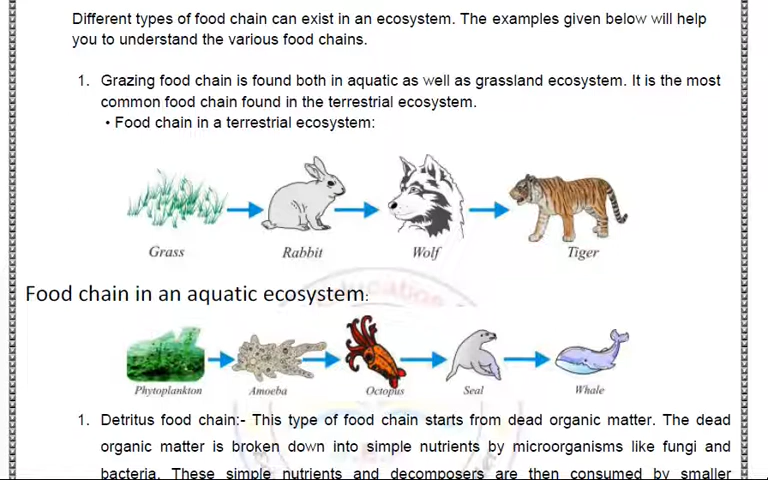 Different types of food chain can exist in an ecosystem. The examples given below will help
you to understand the various food chains.
1. Grazing food chain is found both in aquatic as well as grassland ecosystem. It is the most
common food chain found in the terrestrial ecosystem.
• Food chain in a terrestrial ecosystem:
Grass Rabbit Wolf Tiger
Food chain in an aquatic ecosystem:
Phytoplankton Amoeba Octopus Seal Whale
1. Detritus food chain:- This type of food chain starts from dead organic matter. The dead
organic matter is broken down into simple nutrients by microorganisms like fungi and
bacteria. These simple nutrients and decomposers are then consumed by smaller